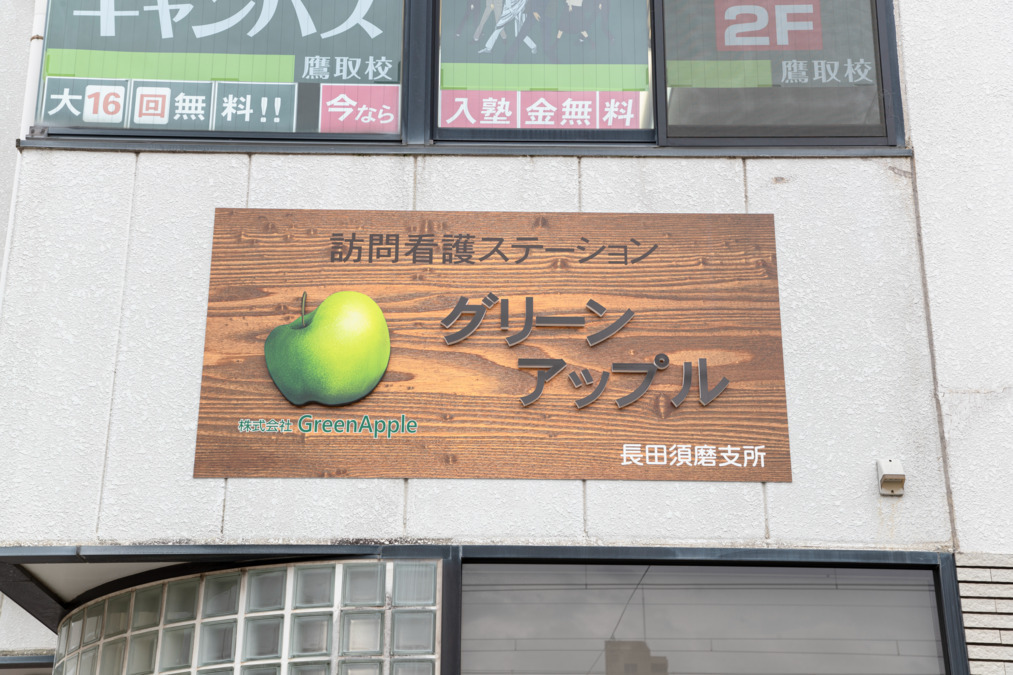 キャンパス
鷹取校
大16回無料!!
今なら
入塾金無料
2F
鷹取校
訪問看護ステーション
グリーン
アップル
株式会社 GreenApple
長田須磨支所